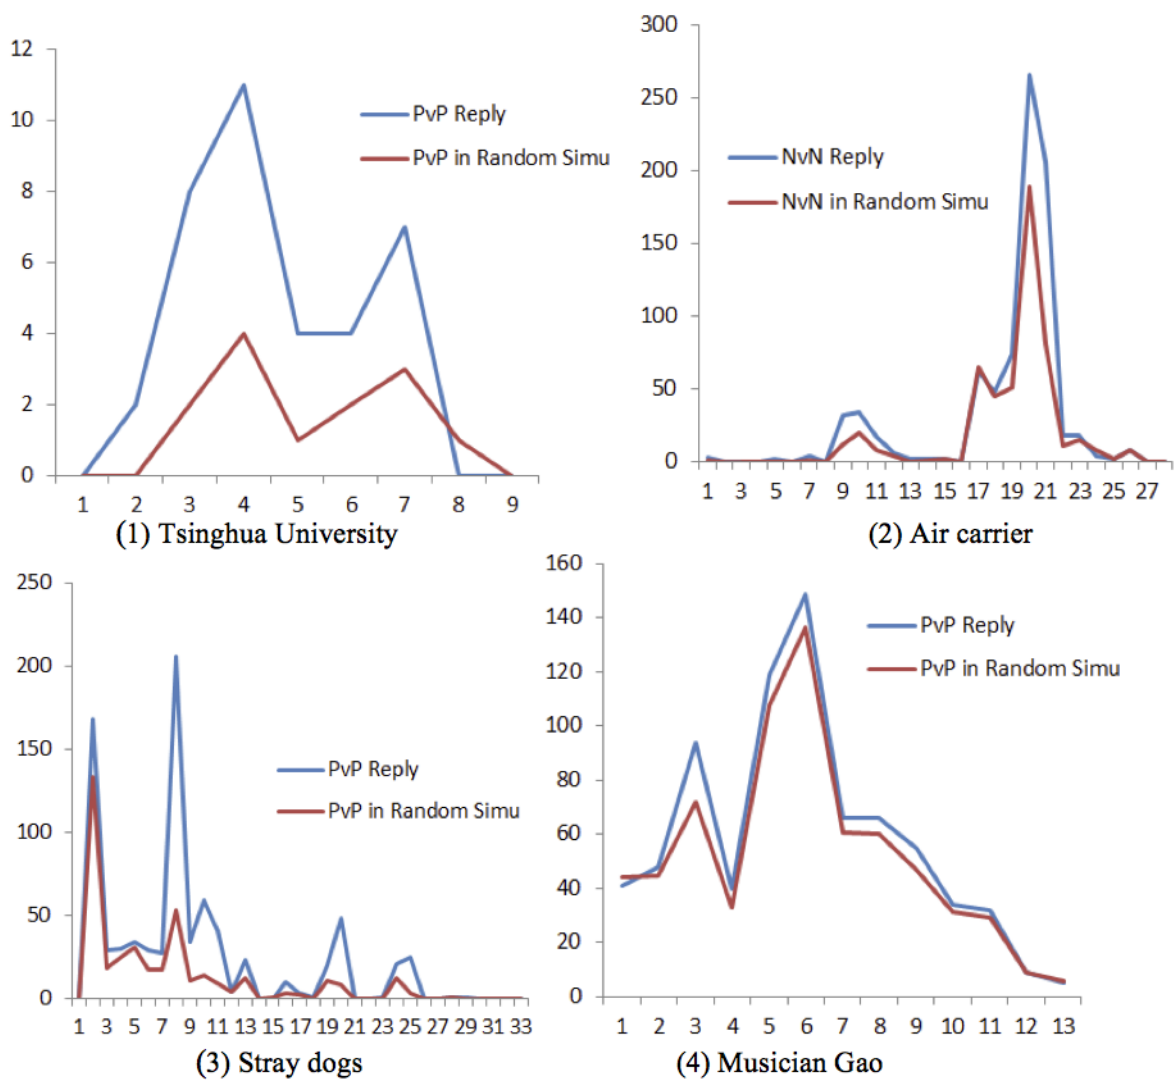 12
10
8
6
4
2
0
PvP Reply
PvP in Random Simu
1 2 3 4 5 6 7 8 9
(1) Tsinghua University
300
250
200
150
100
50
0
NvN Reply
NvN in Random Simu
1 3 5 7 9 11 13 15 17 19 21 23 25 27
(2) Air carrier
250
200
150
100
50
0
PvP Reply
PvP in Random Simu
1 3 5 7 9 11 13 15 17 19 21 23 25 27 29 31 33
(3) Stray dogs
160
140
120
100
80
60
40
20
0
PvP Reply
PvP in Random Simu
1 2 3 4 5 6 7 8 9 10 11 12 13
(4) Musician Gao